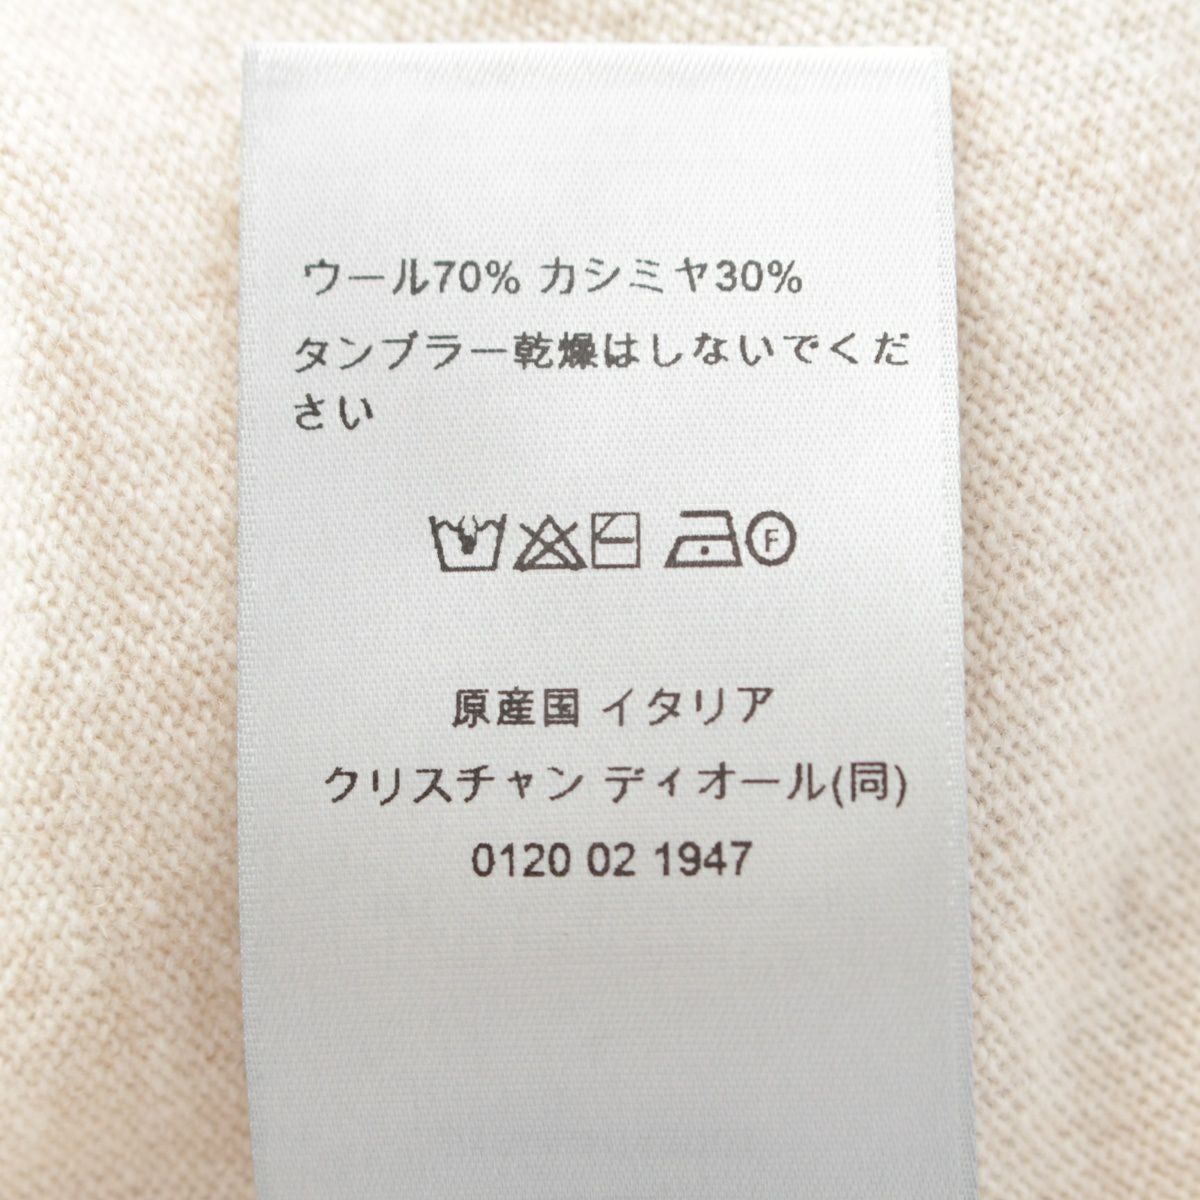 ウール70% カシミヤ30%
タンブラー乾燥はしないでくだ
さい
F
原産国 イタリア
クリスチャン ディオール(同)
0120 02 1947